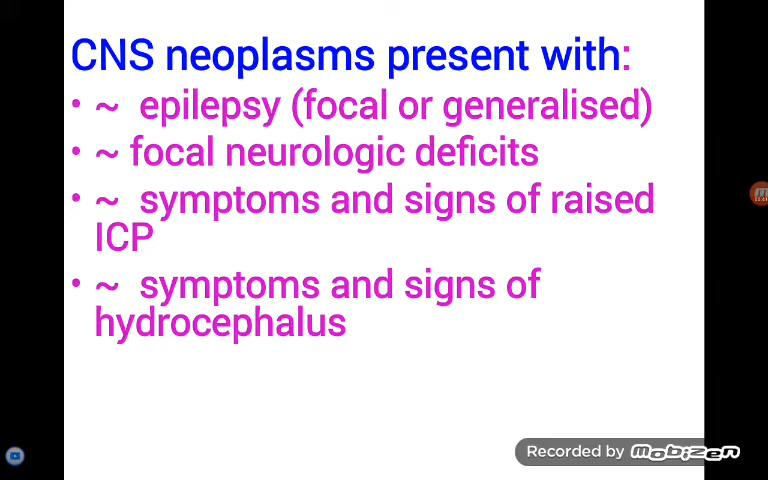 CNS neoplasms present with:
• ~ epilepsy (focal or generalised)
• ~ focal neurologic deficits
• ~ symptoms and signs of raised
ICP
• ~ symptoms and signs of
hydrocephalus
Recorded by mobizen